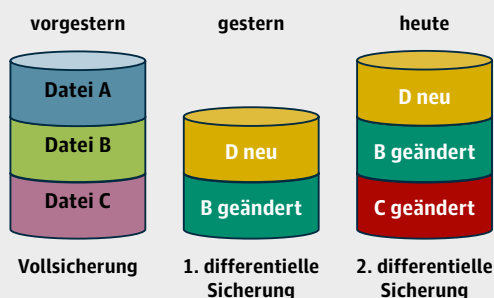 vorgestern
gestern
heute
Datei A
Datei B
Datei C
D neu
B geändert
D neu
B geändert
C geändert
Vollsicherung
1. differentielle
Sicherung
2. differentielle
Sicherung